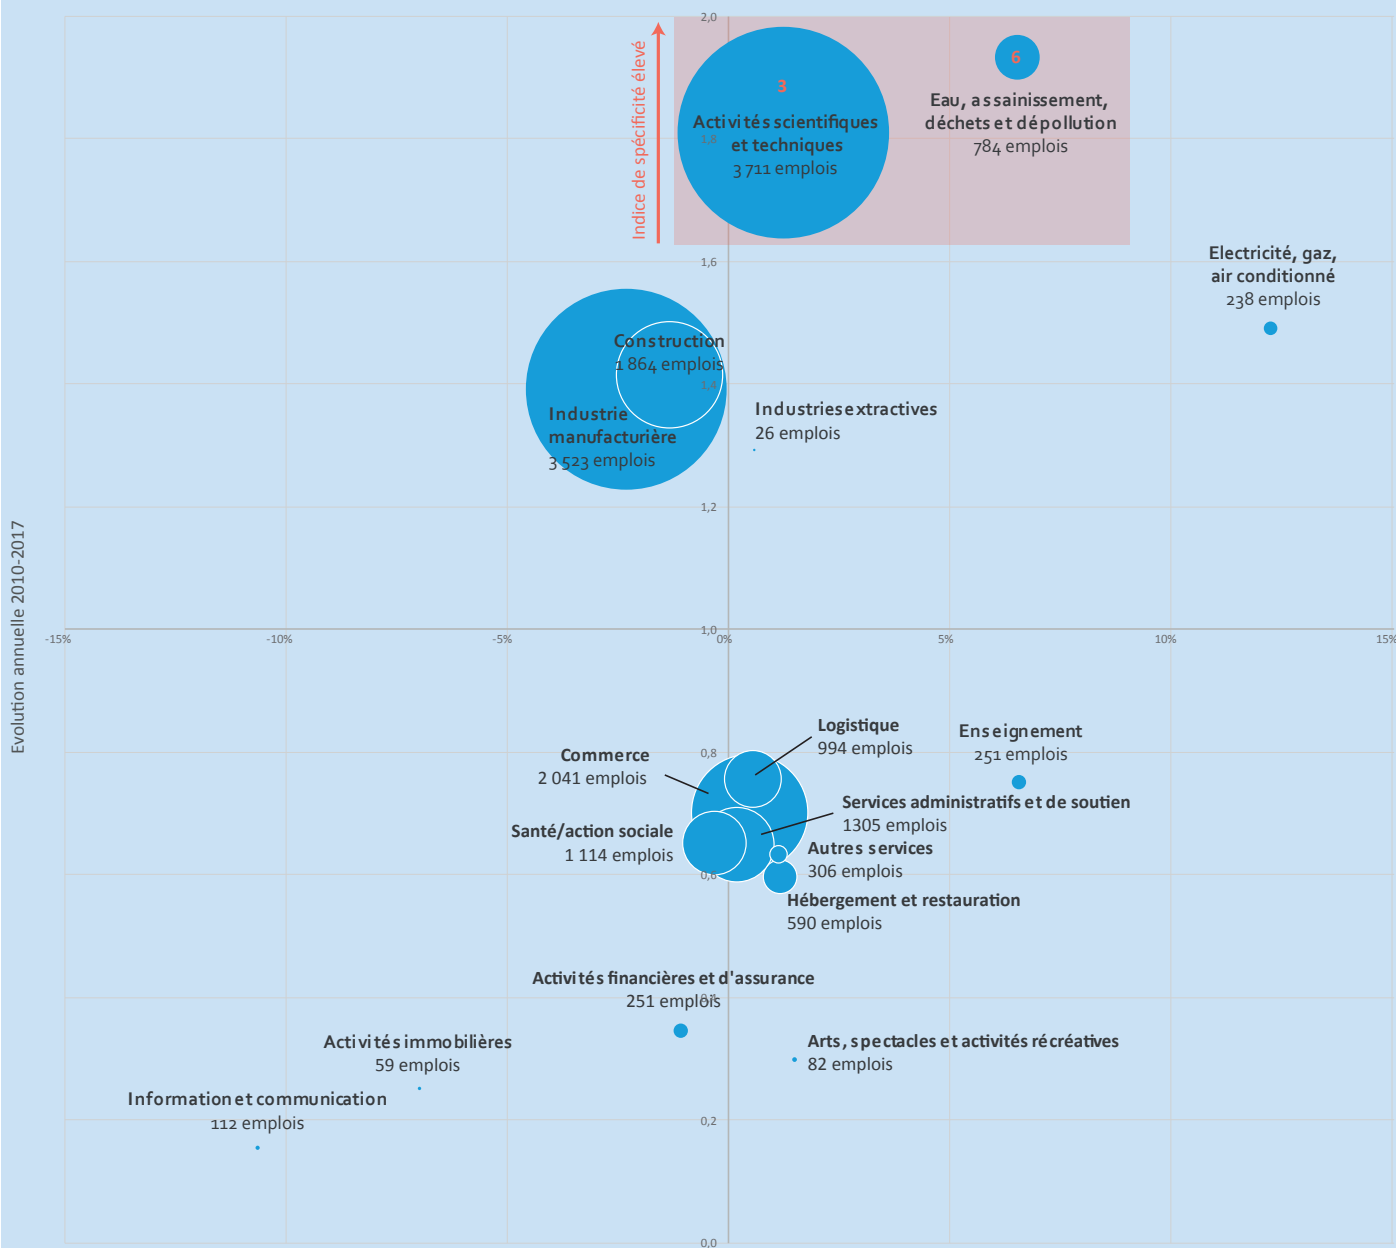 2,0
Indice de spécificité élevé
3
Activités scientifiques
et techniques
3 711 emplois
1,8
6
Eau, assainissement,
déchets et dépollution
784 emplois
1,6
Electricité, gaz,
air conditionné
238 emplois
Construction
1 864 emplois
1,4
Industrie
manufacturière
3 523 emplois
Industries extractives
26 emplois
1,2
Evolution annuelle 2010-2017
1,0
-15%
-10%
-5%
0%
5%
10%
15%
Logistique
994 emplois
Enseignement
251 emplois
Commerce
2 041 emplois
0,8
Services administratifs et de soutien
1305 emplois
Santé/action sociale
1 114 emplois
Autres services
306 emplois
0,6
Hébergement et restauration
590 emplois
Activités financières et d'assurance
251 emplois
0,4
Activités immobilières
59 emplois
Arts, spectacles et activités récréatives
82 emplois
Information et communication
112 emplois
0,2
0,0